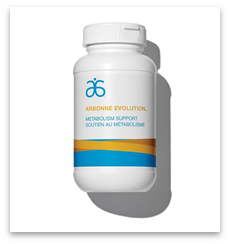 ARBONNE EVOLUTION.
METABOLISM SUPPORT
SOUTIEN AU MÉTABOLISME